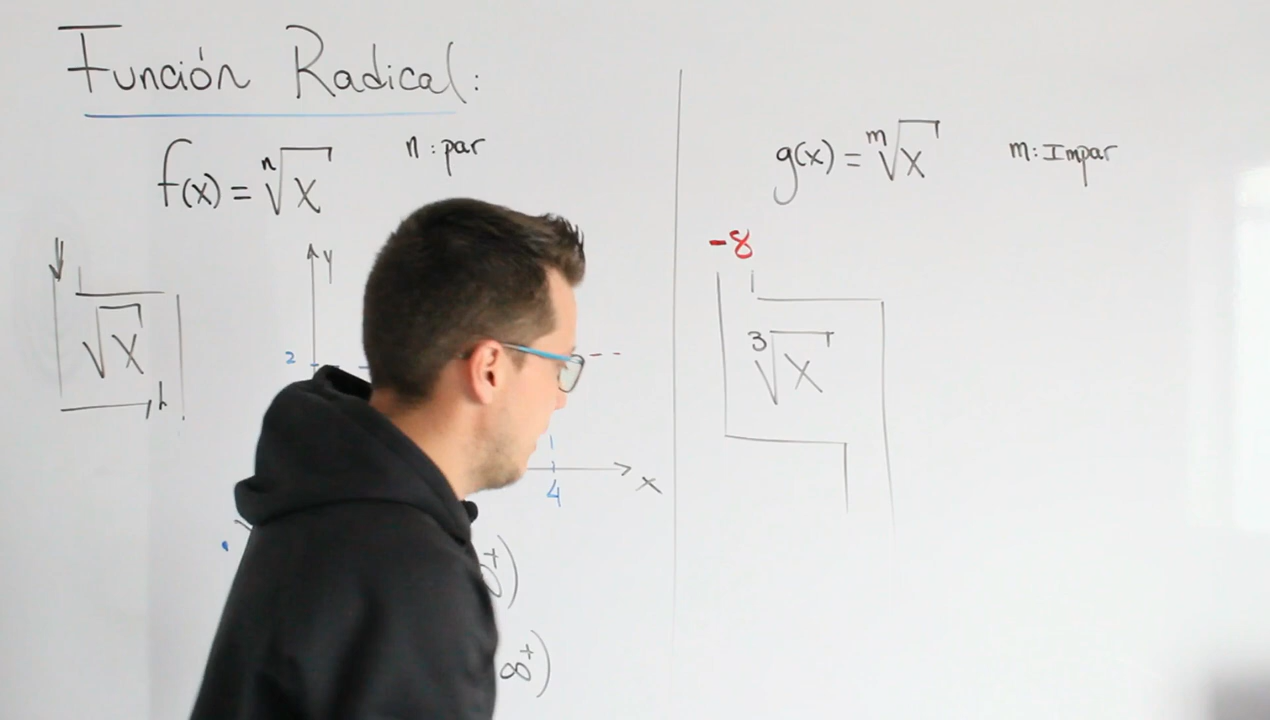 Función Radical:
f(x) = ⁿ√x n : par
√x
y
2
4
x
∞⁺)
g(x) = ᵐ√x m : Impar
-8
³√x